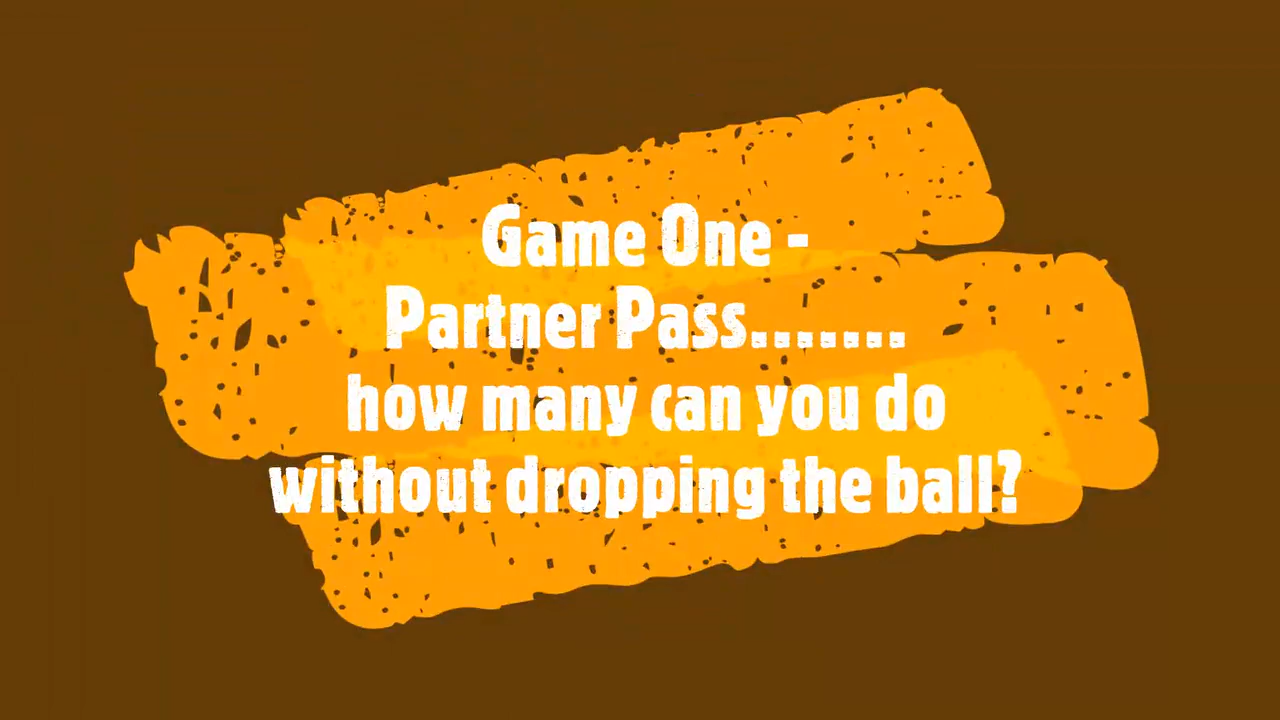 Game One -
Partner Pass.......
how many can you do
without dropping the ball?